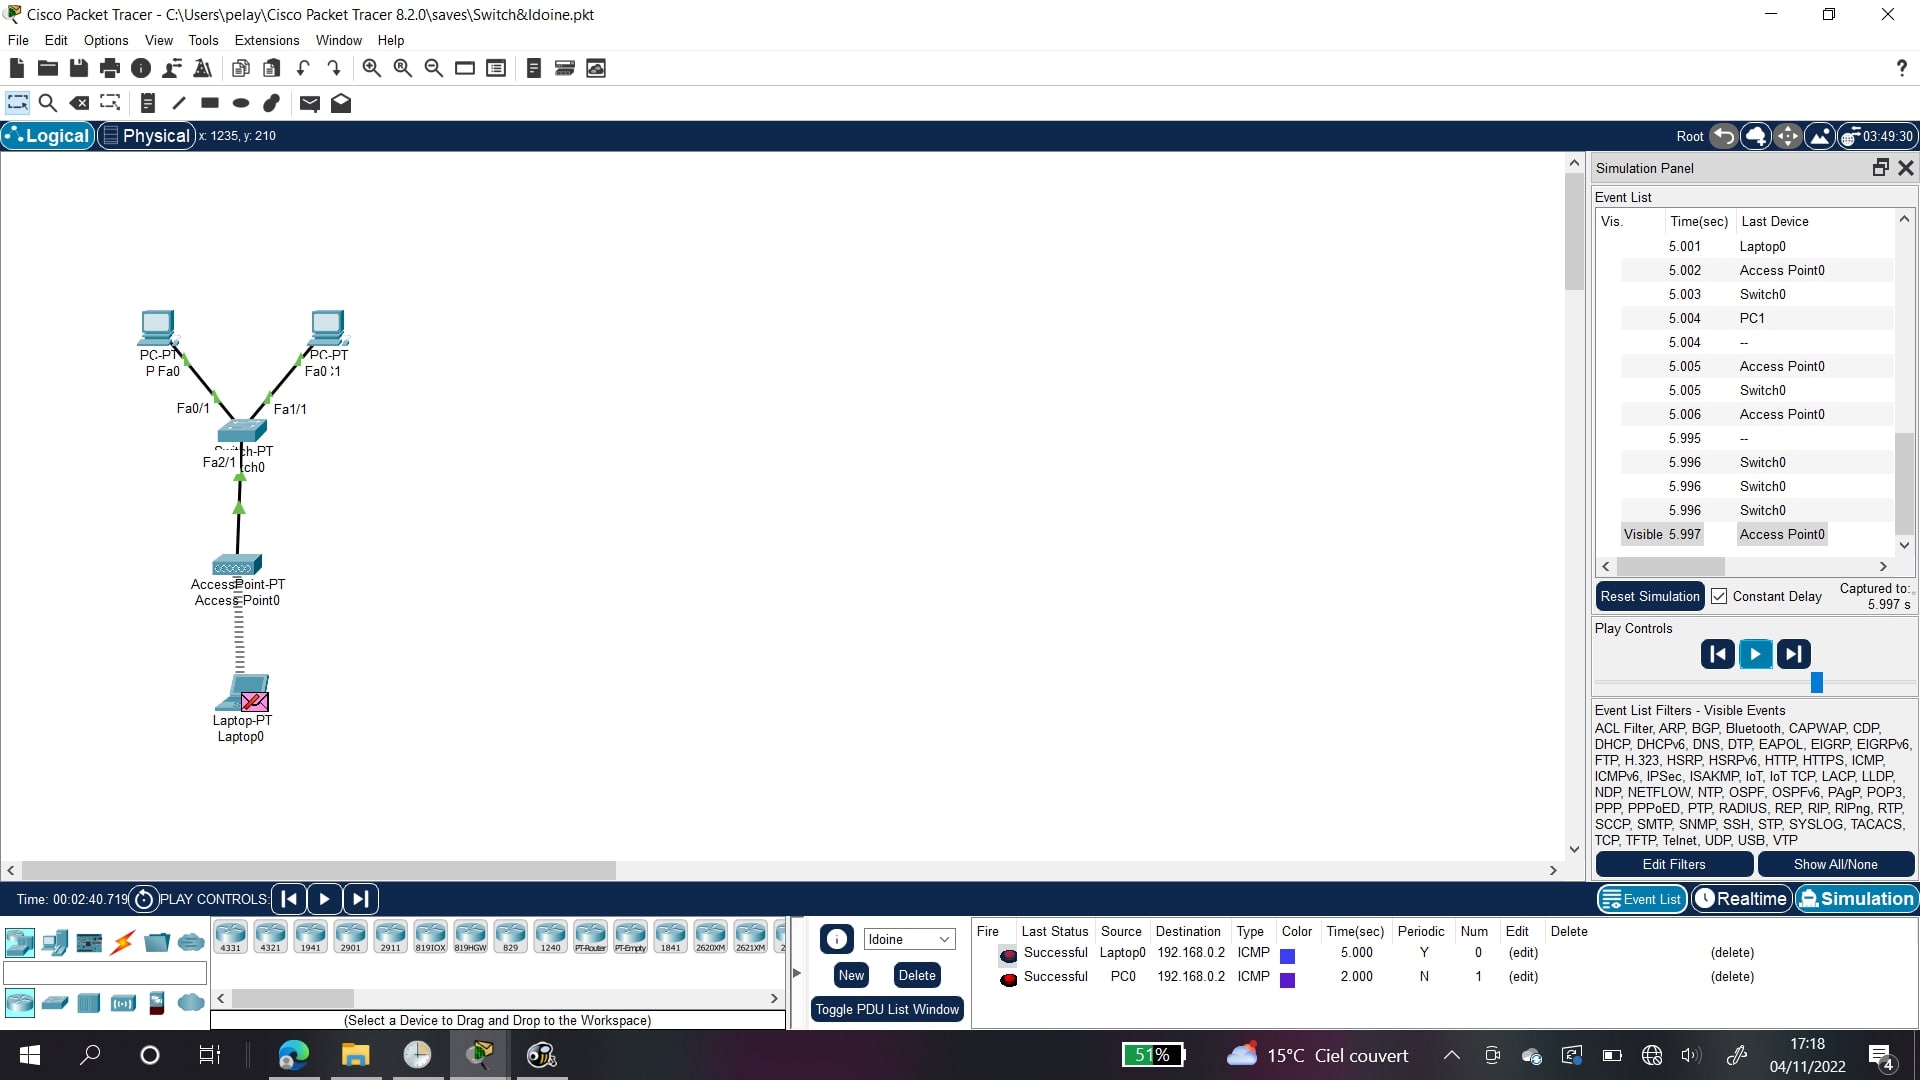 Cisco Packet Tracer - C:\Users\pelay\Cisco Packet Tracer 8.2.0\saves\Switch&Idoine.pkt
File Edit Options View Tools Extensions Window Help
?
Logical Physical x: 1235, y: 210
Root 03:49:30
PC-PT
P Fa0
PC-PT
Fa0 :1
Fa0/1
Fa1/1
Switch-PT
Fa2/1 tch0
AccessPoint-PT
Access Point0
Laptop-PT
Laptop0
Simulation Panel
Event List
Vis. Time(sec) Last Device
5.001 Laptop0
5.002 Access Point0
5.003 Switch0
5.004 PC1
5.004 --
5.005 Access Point0
5.005 Switch0
5.006 Access Point0
5.995 --
5.996 Switch0
5.996 Switch0
5.996 Switch0
Visible 5.997 Access Point0
Reset Simulation Constant Delay Captured to:
5.997 s
Play Controls
Event List Filters - Visible Events
ACL Filter, ARP, BGP, Bluetooth, CAPWAP, CDP,
DHCP, DHCPv6, DNS, DTP, EAPOL, EIGRP, EIGRPv6,
FTP, H.323, HSRP, HSRPv6, HTTP, HTTPS, ICMP,
ICMPv6, IPSec, ISAKMP, IoT, IoT TCP, LACP, LLDP,
NDP, NETFLOW, NTP, OSPF, OSPFv6, PAgP, POP3,
PPP, PPPoED, PTP, RADIUS, REP, RIP, RIPng, RTP,
SCCP, SMTP, SNMP, SSH, STP, SYSLOG, TACACS,
TCP, TFTP, Telnet, UDP, USB, VTP
Edit Filters Show All/None
Time: 00:02:40.719 PLAY CONTROLS:
Event List Realtime Simulation
4331 4321 1941 2901 2911 819IOX 819HGW 829 1240 PT-Router PT-Empty 1841 2620XM 2621XM 2
(Select a Device to Drag and Drop to the Workspace)
Idoine
New Delete
Toggle PDU List Window
Fire Last Status Source Destination Type Color Time(sec) Periodic Num Edit Delete
Successful Laptop0 192.168.0.2 ICMP 5.000 Y 0 (edit) (delete)
Successful PC0 192.168.0.2 ICMP 2.000 N 1 (edit) (delete)
51% 15°C Ciel couvert
17:18
04/11/2022
4